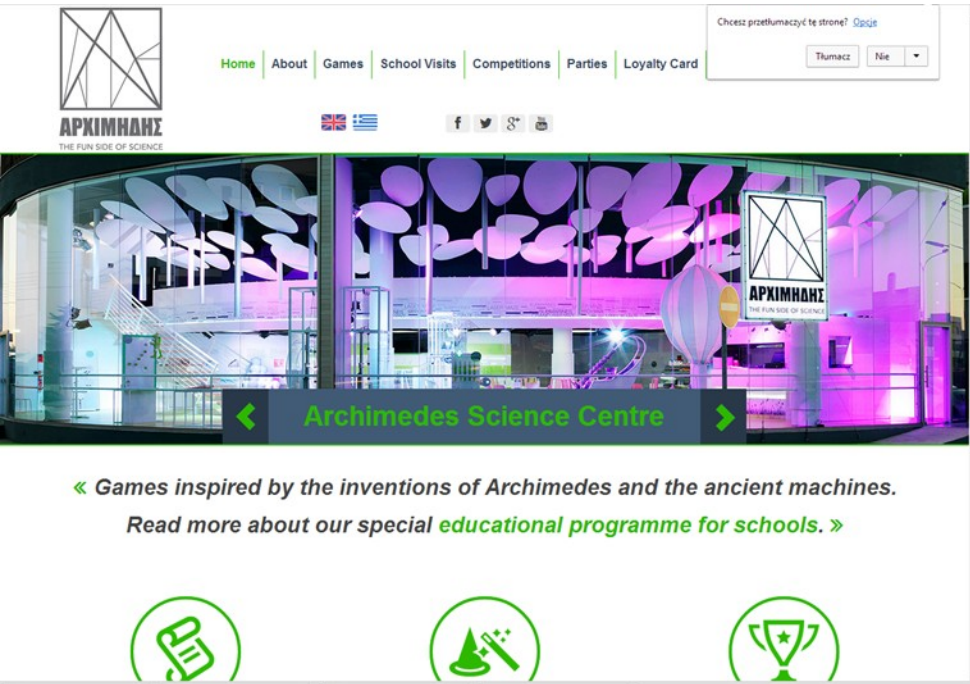 Chcesz przetłumaczyć tę stronę? Opcje
Tłumacz Nie
ΑΡΧΙΜΗΔΗΣ
THE FUN SIDE OF SCIENCE
Home About Games School Visits Competitions Parties Loyalty Card
ΑΡΧΙΜΗΔΗΣ
THE FUN SIDE OF SCIENCE
Archimedes Science Centre
« Games inspired by the inventions of Archimedes and the ancient machines.
Read more about our special educational programme for schools. »